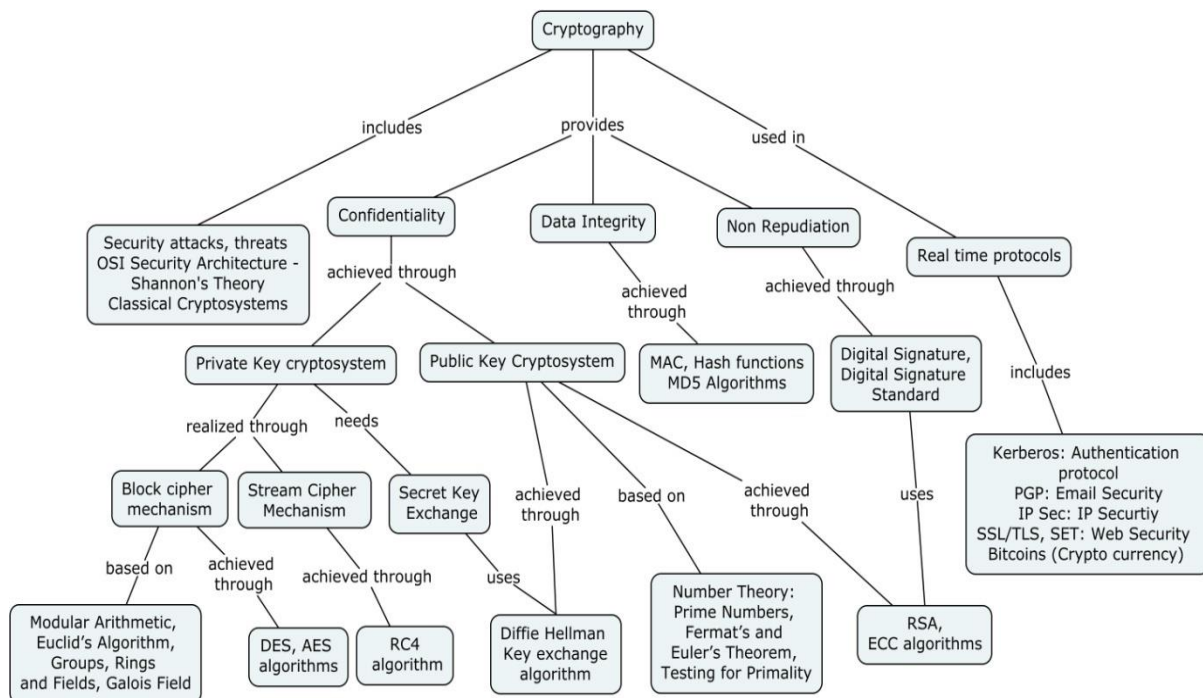 Cryptography
includes
provides
used in
Confidentiality
Data Integrity
Non Repudiation
Security attacks, threats
OSI Security Architecture -
Shannon's Theory
Classical Cryptosystems
Real time protocols
achieved through
achieved
through
achieved through
Private Key cryptosystem
Public Key Cryptosystem
MAC, Hash functions
MD5 Algorithms
Digital Signature,
Digital Signature
Standard
includes
realized through
needs
Block cipher
mechanism
Stream Cipher
Mechanism
Secret Key
Exchange
achieved
through
based on
achieved
through
uses
Kerberos: Authentication
protocol
PGP: Email Security
IP Sec: IP Securtiy
SSL/TLS, SET: Web Security
Bitcoins (Crypto currency)
based on
achieved
through
achieved through
uses
Modular Arithmetic,
Euclid’s Algorithm,
Groups, Rings
and Fields, Galois Field
DES, AES
algorithms
RC4
algorithm
Diffie Hellman
Key exchange
algorithm
Number Theory:
Prime Numbers,
Fermat’s and
Euler’s Theorem,
Testing for Primality
RSA,
ECC algorithms